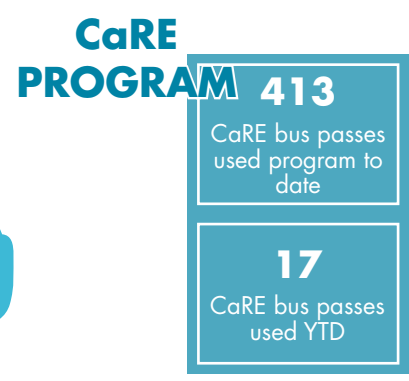 CaRE
PROGRAM
413
CaRE bus passes
used program to
date
17
CaRE bus passes
used YTD